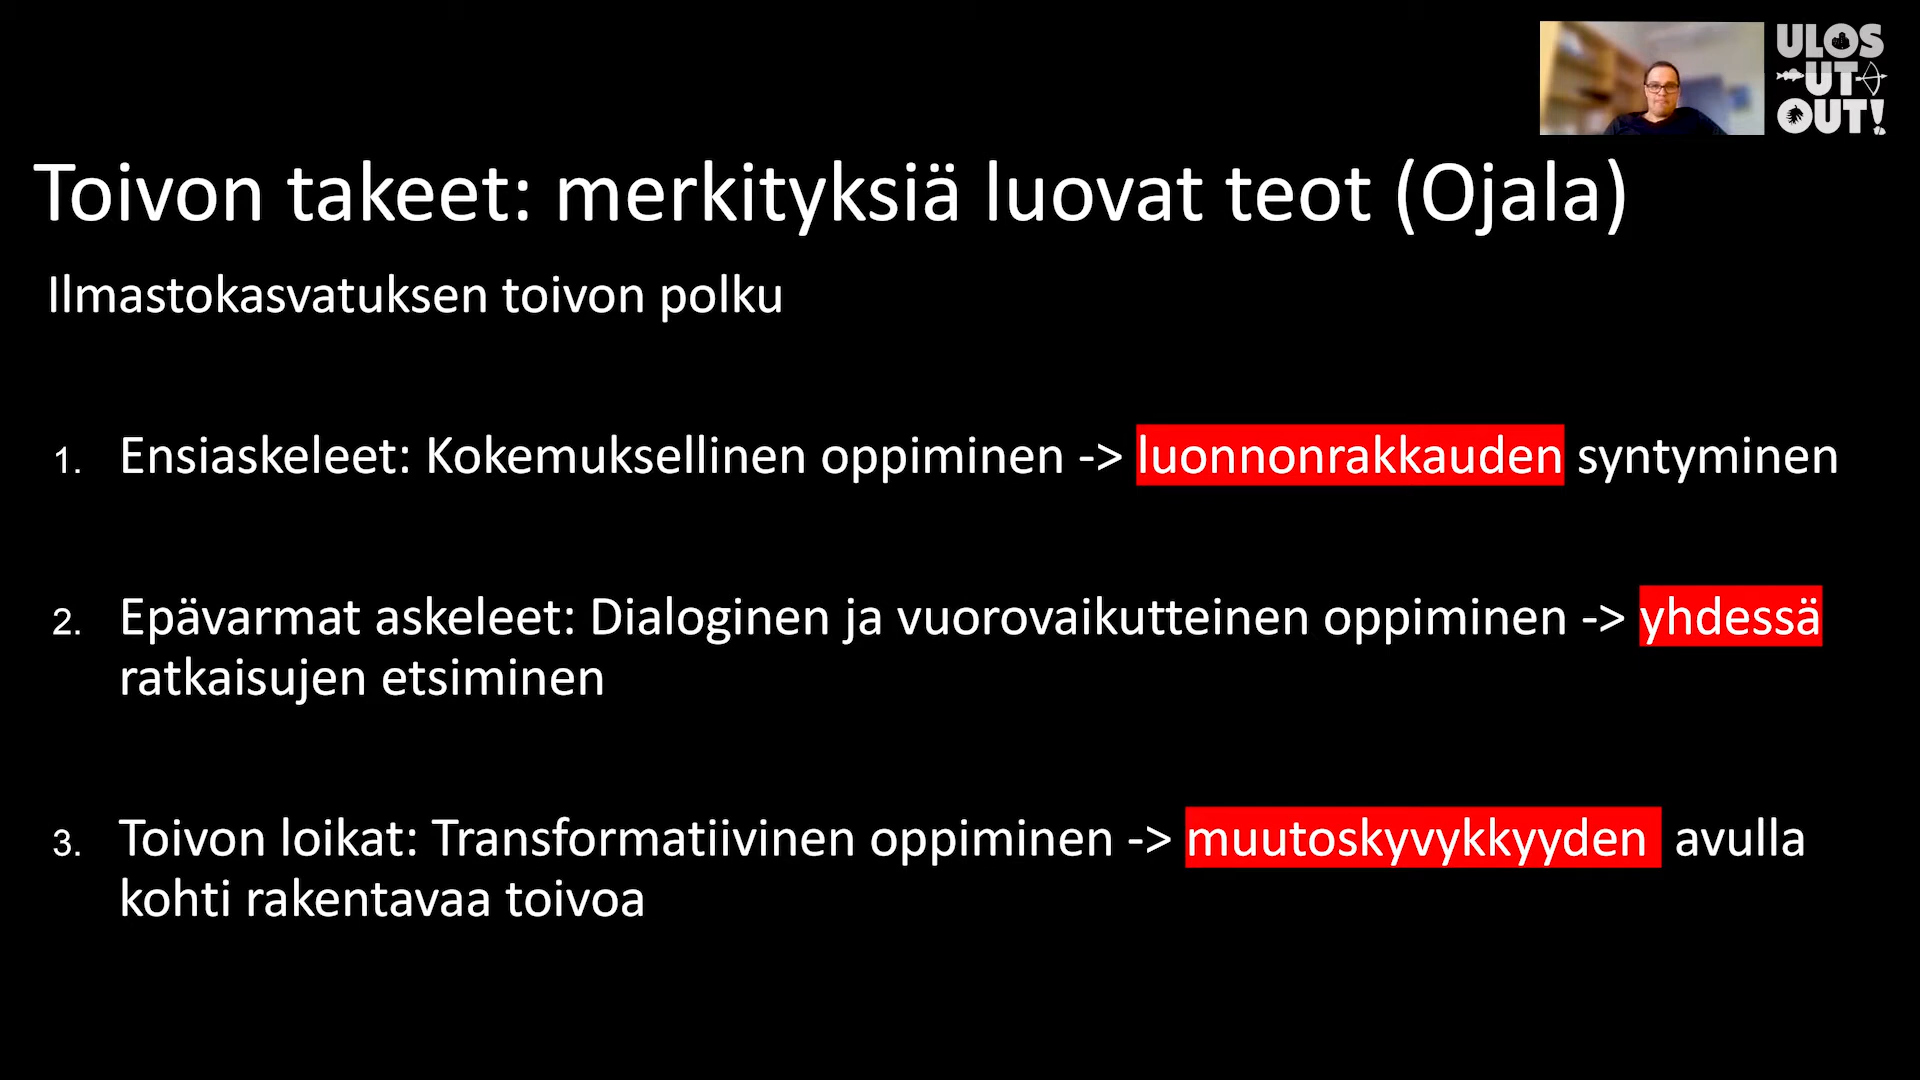 ULOS
UT
OUT!
Toivon takeet: merkityksiä luovat teot (Ojala)
Ilmastokasvatuksen toivon polku
1. Ensiaskeleet: Kokemuksellinen oppiminen -> luonnonrakkauden syntyminen
2. Epävarmat askeleet: Dialoginen ja vuorovaikutteinen oppiminen -> yhdessä
ratkaisujen etsiminen
3. Toivon loikat: Transformatiivinen oppiminen -> muutoskyvykkyyden avulla
kohti rakentavaa toivoa